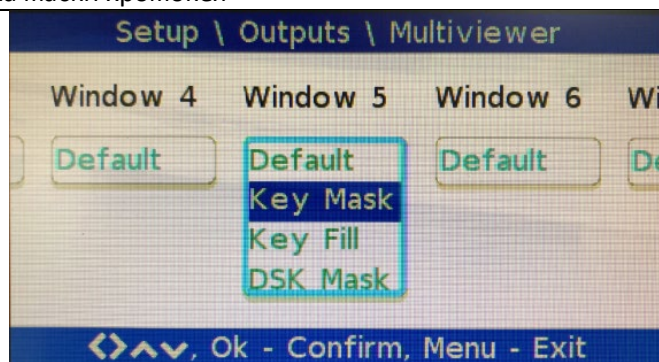 Setup \ Outputs \ Multiviewer
Window 4 Window 5 Window 6
Default Default Default
Key Mask
Key Fill
DSK Mask
<>^v, Ok - Confirm, Menu - Exit